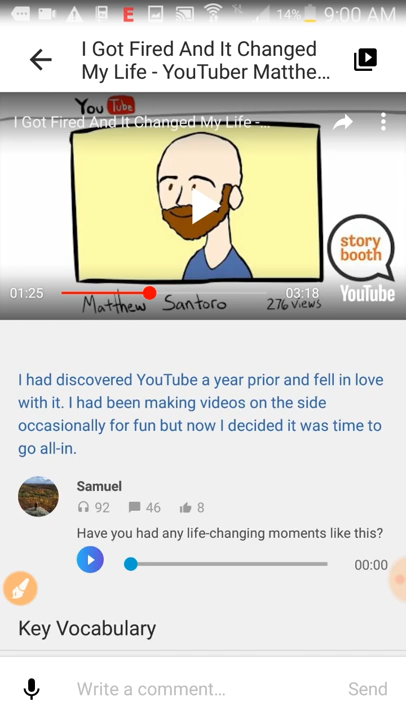 14% 9:00 AM
I Got Fired And It Changed
My Life - YouTuber Matthe...
You Tube
I Got Fired And It Changed My Life -...
story
booth
01:25
03:18
YouTube
Matthew Santoro
276 views
I had discovered YouTube a year prior and fell in love
with it. I had been making videos on the side
occasionally for fun but now I decided it was time to
go all-in.
Samuel
92 46 8
Have you had any life-changing moments like this?
00:00
Key Vocabulary
Write a comment...
Send